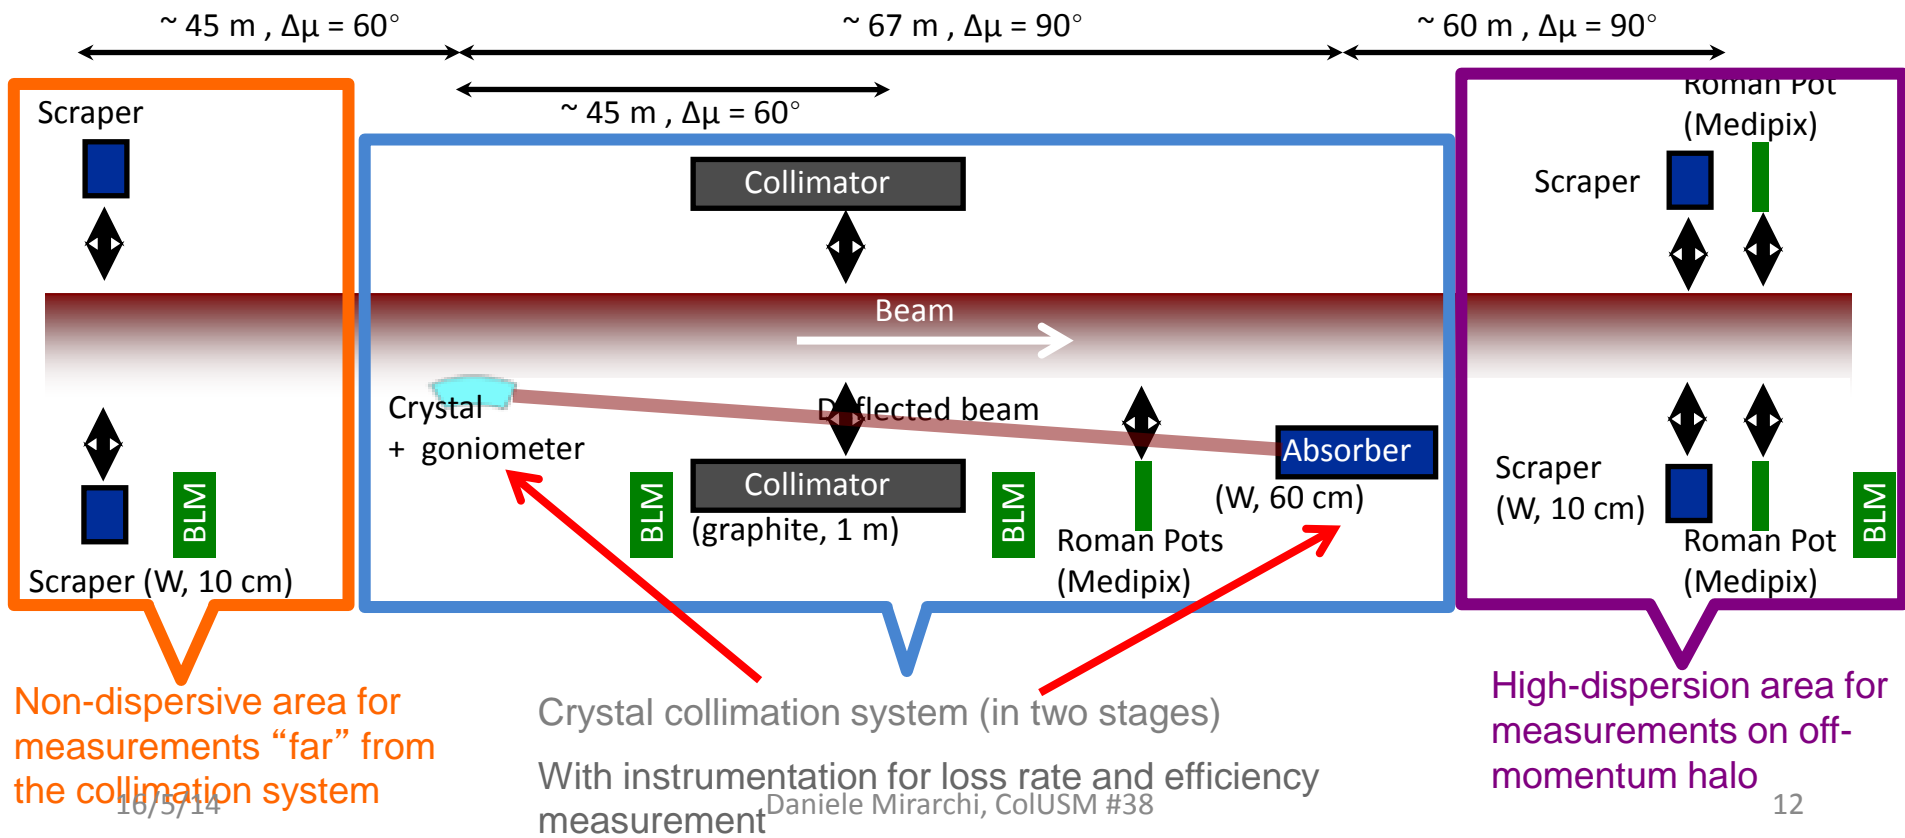 ~ 45 m , Δμ = 60°
~ 67 m , Δμ = 90°
~ 60 m , Δμ = 90°
~ 45 m , Δμ = 60°
Scraper
Collimator
Roman Pot
(Medipix)
Scraper
Beam
Crystal
+ goniometer
Deflected beam
Absorber
(W, 60 cm)
BLM
Scraper (W, 10 cm)
BLM
Collimator
(graphite, 1 m)
BLM
Roman Pots
(Medipix)
Scraper
(W, 10 cm)
Roman Pot
(Medipix)
BLM
Non-dispersive area for
measurements “far” from
the collimation system
Crystal collimation system (in two stages)
With instrumentation for loss rate and efficiency
measurement
High-dispersion area for
measurements on off-
momentum halo
16/5/14
Daniele Mirarchi, ColUSM #38
12